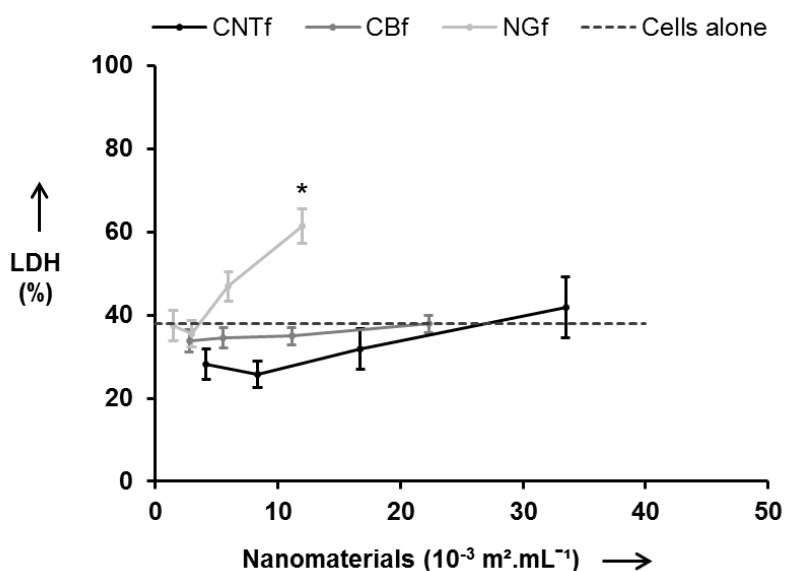 CNTf CBf NGf Cells alone
100
80
60
40
20
0
*
LDH
(%)
0 10 20 30 40 50
Nanomaterials (10⁻³ m².mL⁻¹)